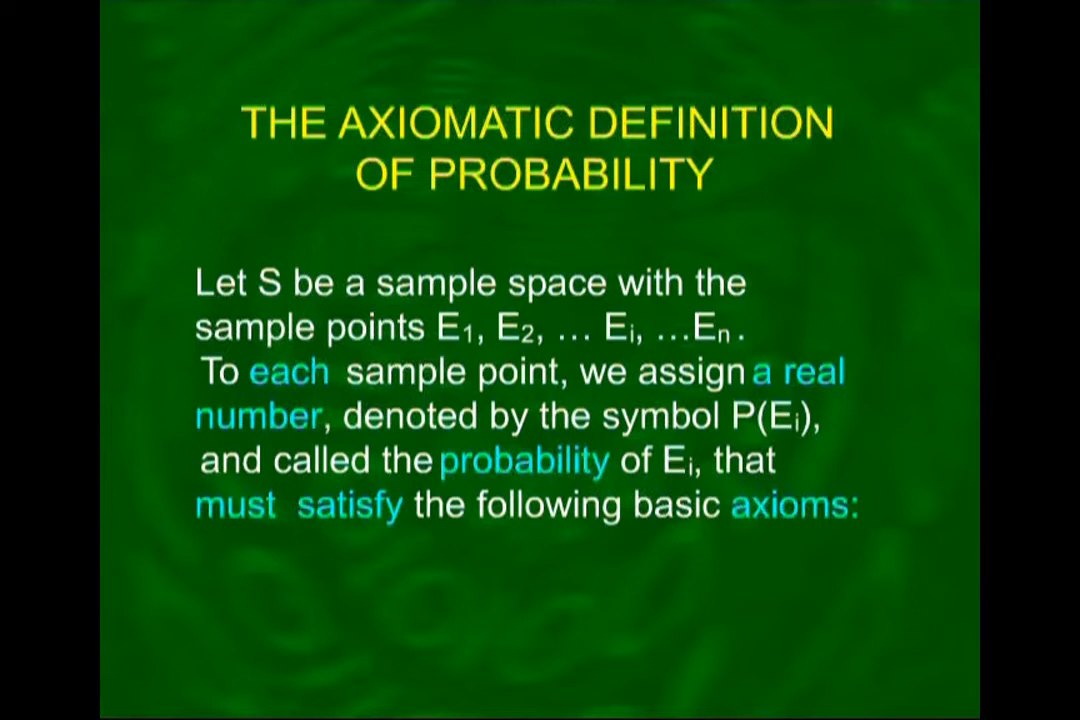 THE AXIOMATIC DEFINITION
OF PROBABILITY
Let S be a sample space with the
sample points E₁, E₂, … Eᵢ, …Eₙ .
To each sample point, we assign a real
number, denoted by the symbol P(Eᵢ),
and called the probability of Eᵢ, that
must satisfy the following basic axioms: